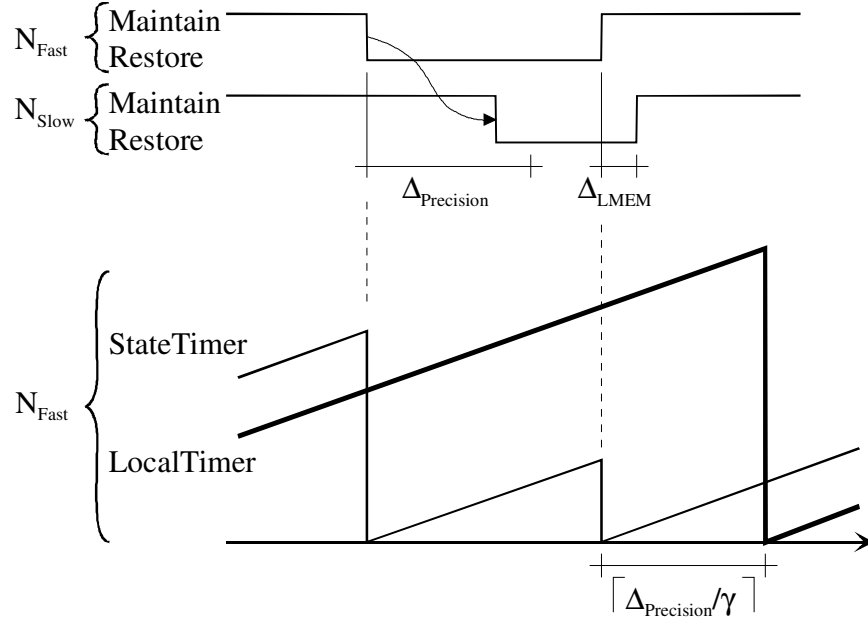 N_Fast { Maintain
Restore
N_Slow { Maintain
Restore
Δ_Precision Δ_LMEM
StateTimer
N_Fast {
LocalTimer
⌈Δ_Precision/γ⌉